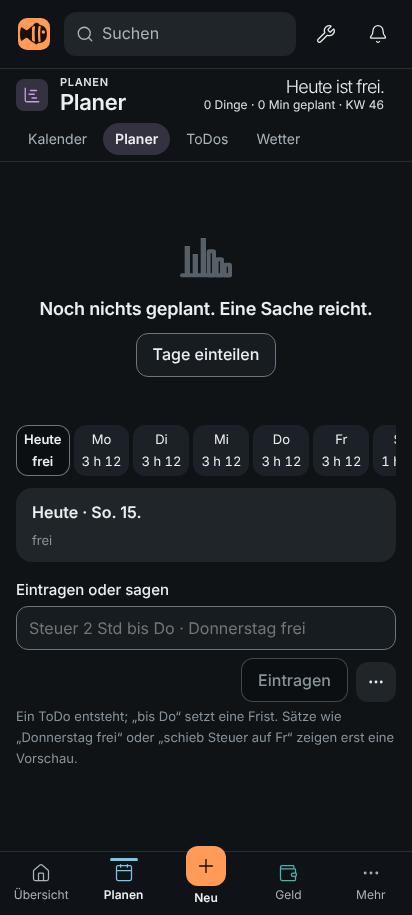 Suchen
PLANEN
Planer
Heute ist frei.
0 Dinge · 0 Min geplant · KW 46
Kalender
Planer
ToDos
Wetter
Noch nichts geplant. Eine Sache reicht.
Tage einteilen
Heute
frei
Mo
3 h 12
Di
3 h 12
Mi
3 h 12
Do
3 h 12
Fr
3 h 12
Heute · So. 15.
frei
Eintragen oder sagen
Steuer 2 Std bis Do · Donnerstag frei
Eintragen
Ein ToDo entsteht; „bis Do“ setzt eine Frist. Sätze wie
„Donnerstag frei“ oder „schieb Steuer auf Fr“ zeigen erst eine
Vorschau.
Übersicht
Planen
Neu
Geld
Mehr